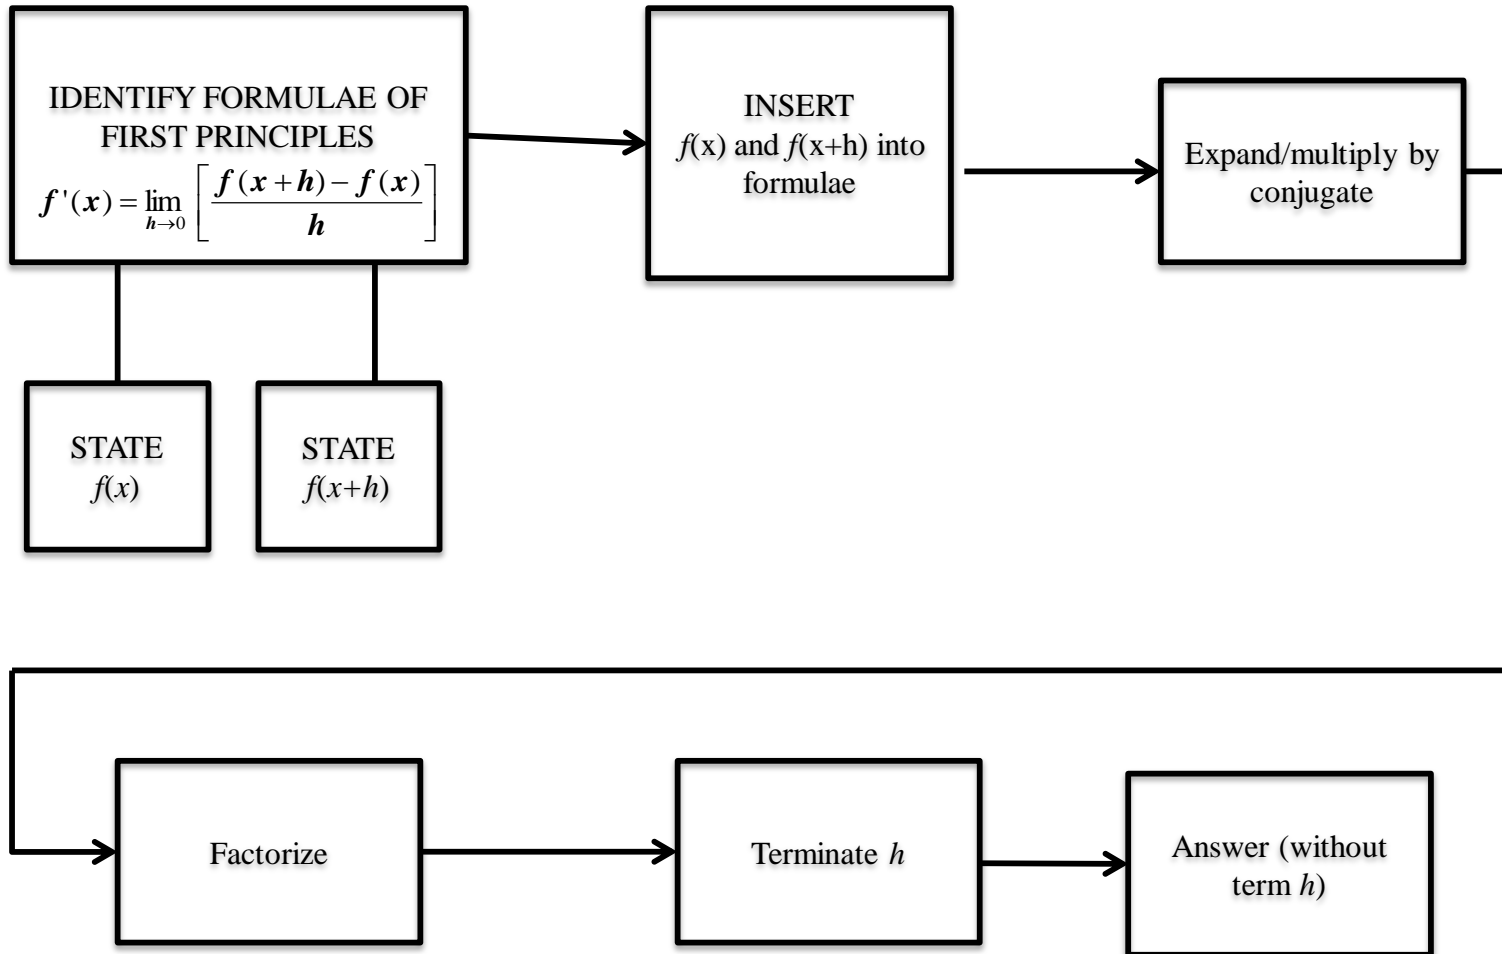 IDENTIFY FORMULAE OF
FIRST PRINCIPLES
f'(x) = lim h→0 [ f(x+h) − f(x) / h ]
INSERT
f(x) and f(x+h) into
formulae
Expand/multiply by
conjugate
STATE
f(x)
STATE
f(x+h)
Factorize
Terminate h
Answer (without
term h)